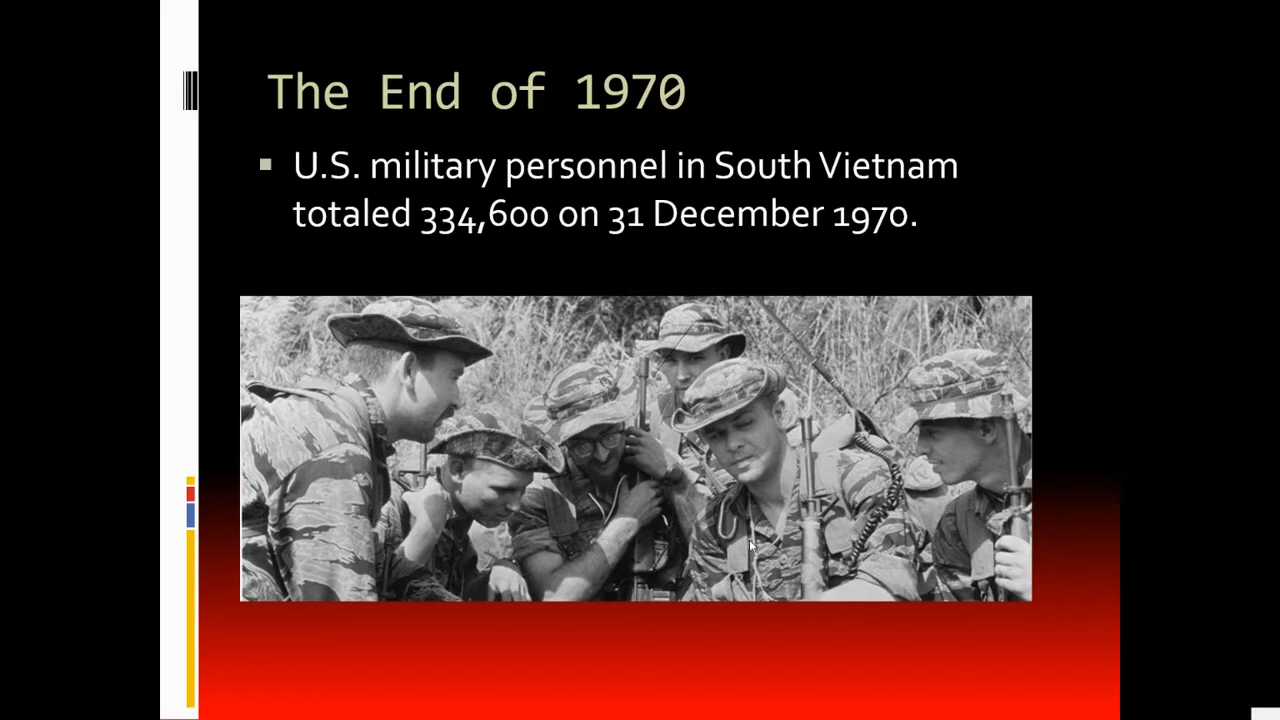 The End of 1970
U.S. military personnel in South Vietnam
totaled 334,600 on 31 December 1970.